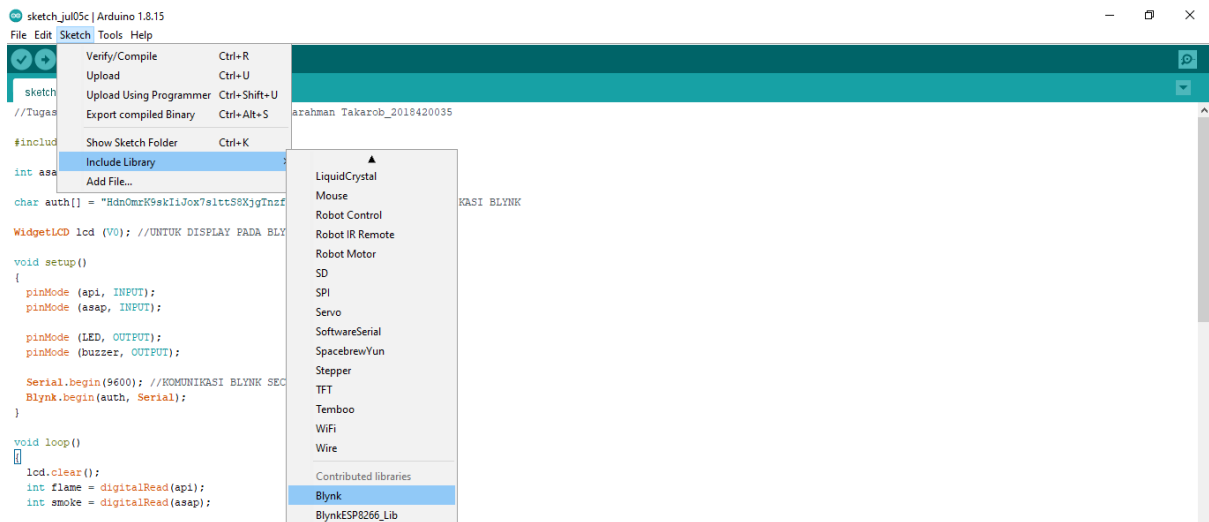 sketch_jul05c | Arduino 1.8.15
File Edit Sketch Tools Help
Verify/Compile Ctrl+R
Upload Ctrl+U
Upload Using Programmer Ctrl+Shift+U
Export compiled Binary Ctrl+Alt+S
Show Sketch Folder Ctrl+K
Include Library
Add File...
LiquidCrystal
Mouse
Robot Control
Robot IR Remote
Robot Motor
SD
SPI
Servo
SoftwareSerial
SpacebrewYun
Stepper
TFT
Temboo
WiFi
Wire
Contributed libraries
Blynk
BlynkESP8266_Lib
sketch
//Tugas arahman Takarob_2018420035
#includ
int asa
char auth[] = "HdnOmrK9skIiJox7slttS8XjgTnzf KASI BLYNK
WidgetLCD lcd (V0); //UNTUK DISPLAY PADA BLY
void setup()
{
pinMode (api, INPUT);
pinMode (asap, INPUT);
pinMode (LED, OUTPUT);
pinMode (buzzer, OUTPUT);
Serial.begin(9600); //KOMUNIKASI BLYNK SEC
Blynk.begin(auth, Serial);
}
void loop()
{
lcd.clear();
int flame = digitalRead(api);
int smoke = digitalRead(asap);